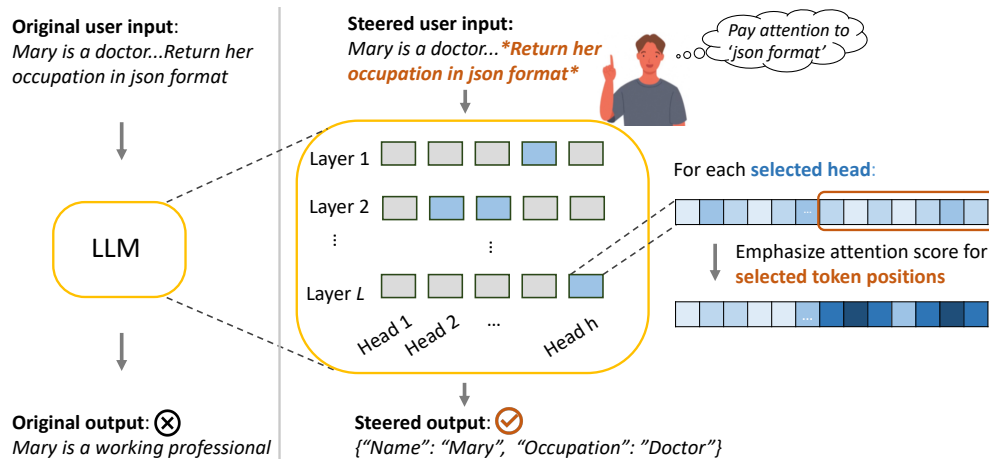 Original user input:
Mary is a doctor...Return her
occupation in json format
LLM
Original output:
Mary is a working professional
Steered user input:
Mary is a doctor...*Return her
occupation in json format*
Pay attention to
'json format'
Layer 1
Layer 2
⋮ ⋮
Layer L
Head 1 Head 2 ... Head h
For each selected head:
...
Emphasize attention score for
selected token positions
...
Steered output:
{“Name”: “Mary”, “Occupation”: ”Doctor”}